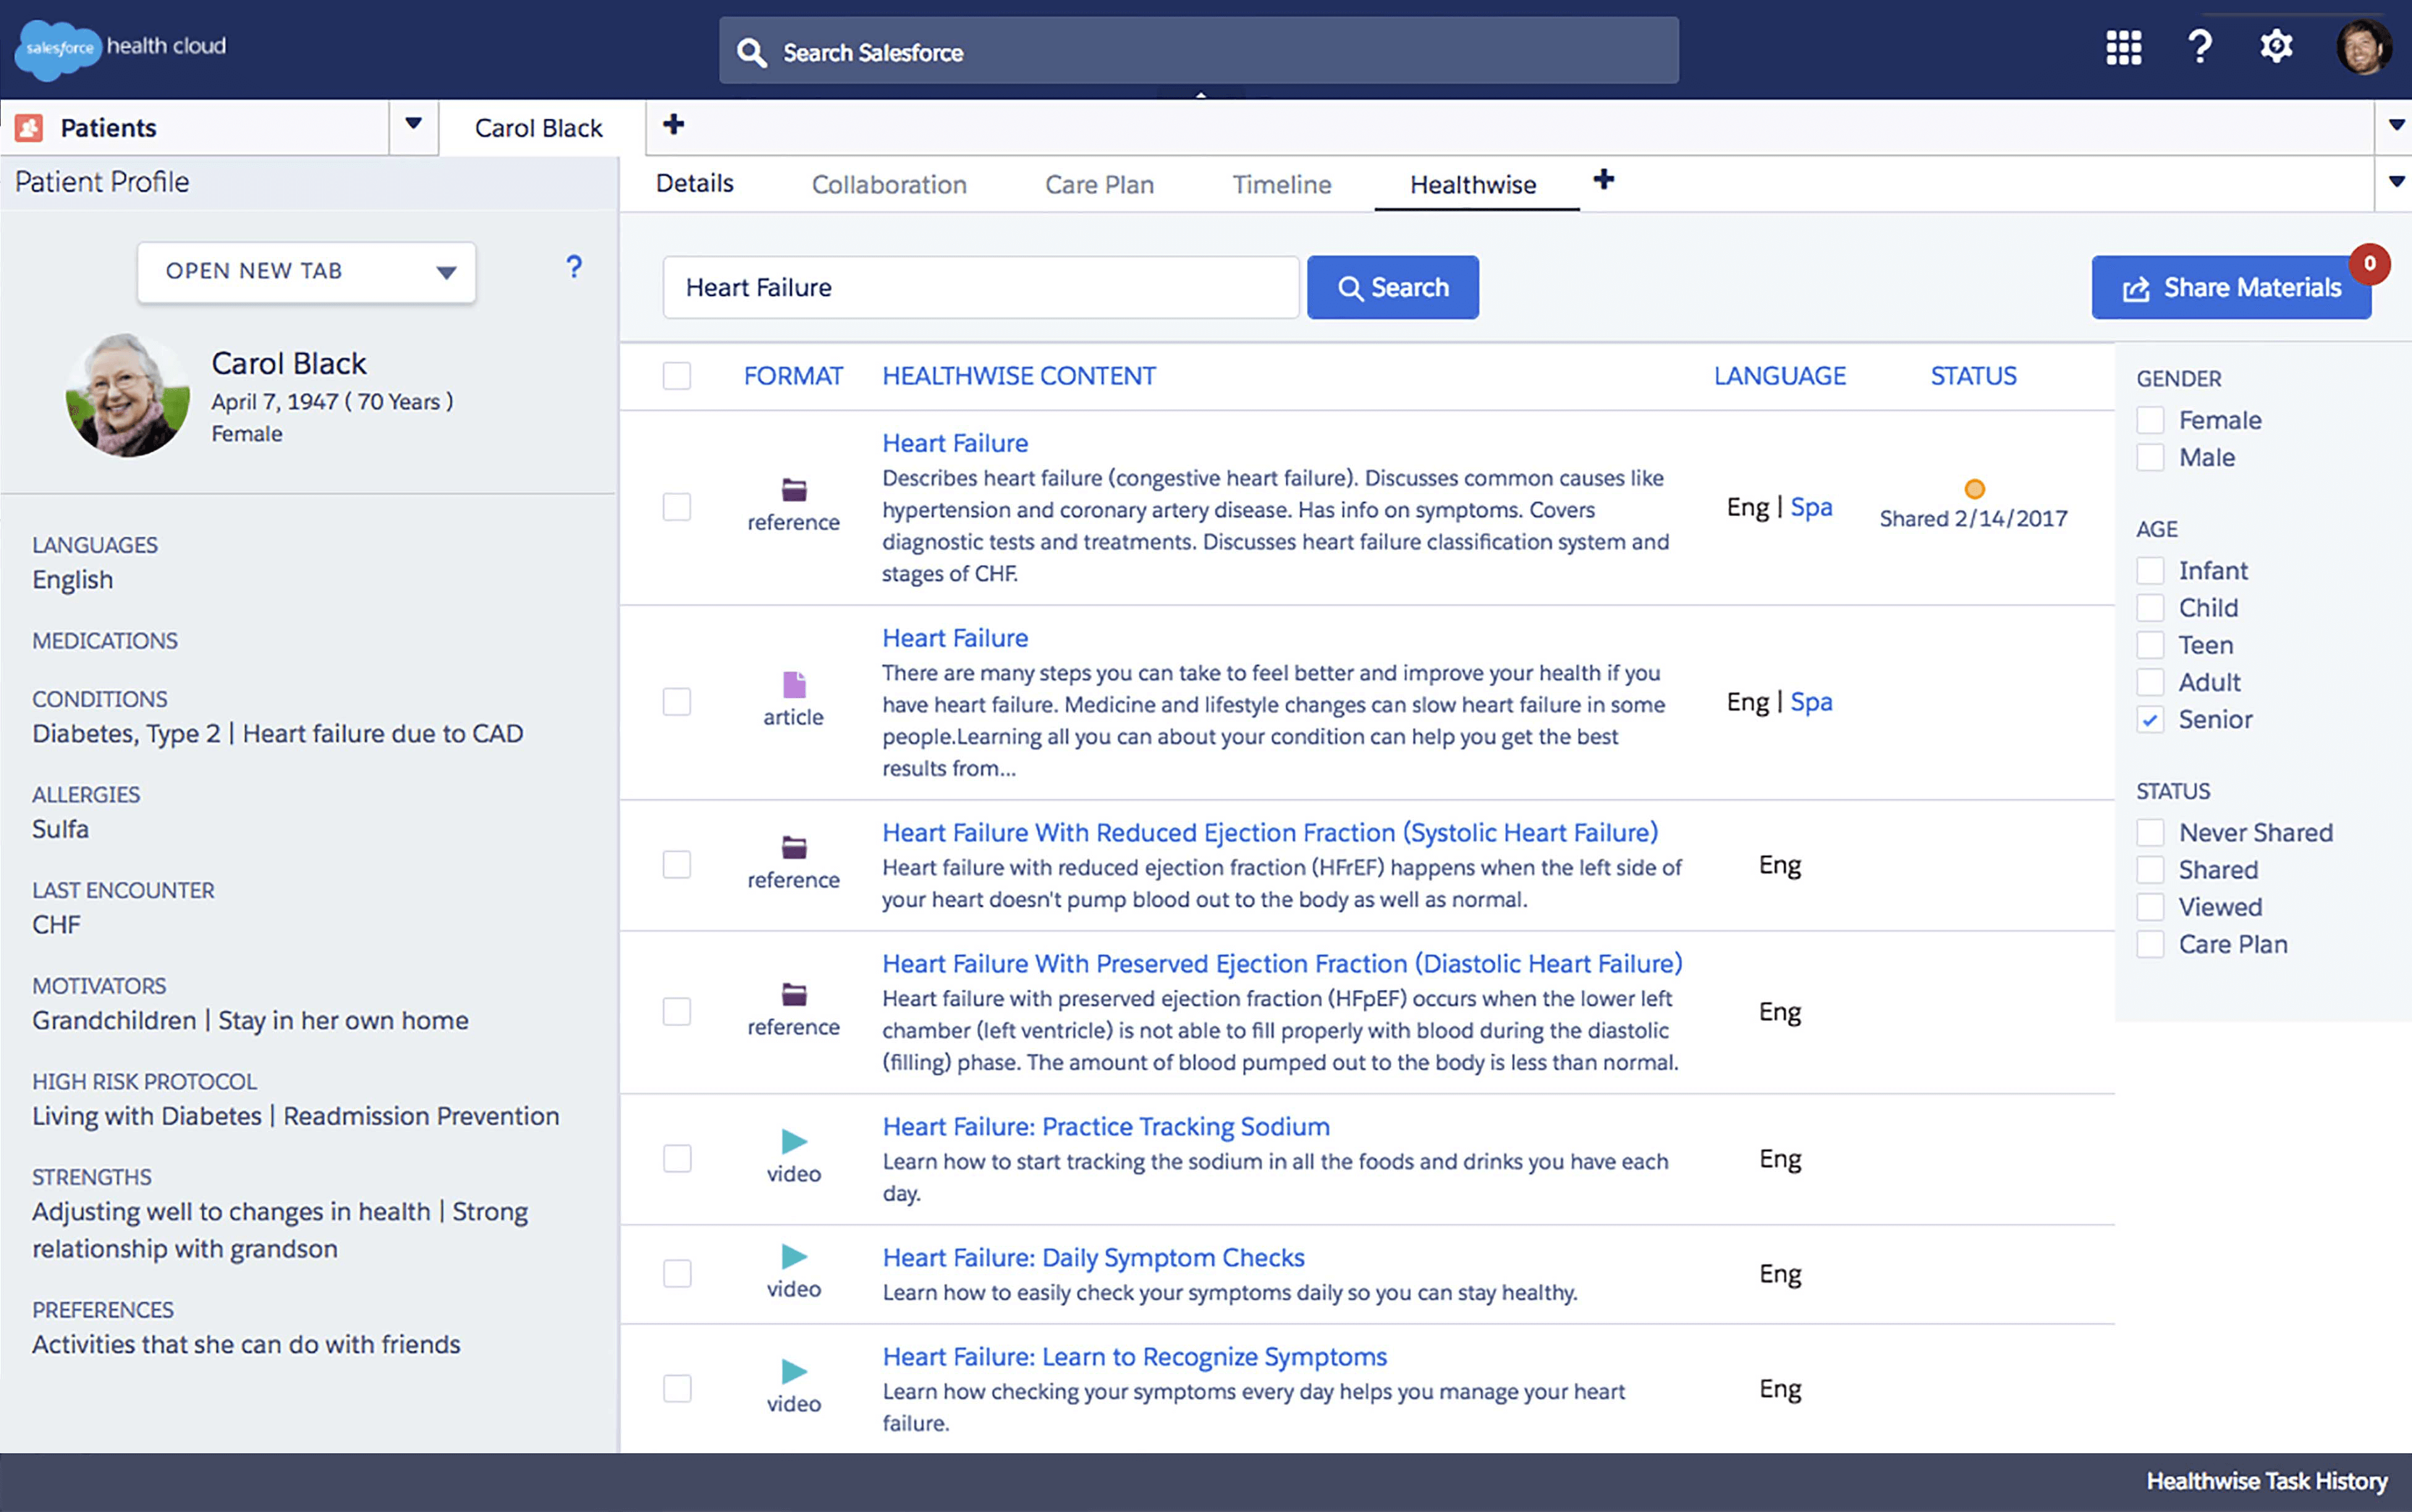 salesforce health cloud
Search Salesforce
?
Patients
Carol Black
Patient Profile
Details
Collaboration
Care Plan
Timeline
Healthwise
OPEN NEW TAB
?
Heart Failure
Search
Share Materials
0
Carol Black
April 7, 1947 ( 70 Years )
Female
LANGUAGES
English
MEDICATIONS
CONDITIONS
Diabetes, Type 2 | Heart failure due to CAD
ALLERGIES
Sulfa
LAST ENCOUNTER
CHF
MOTIVATORS
Grandchildren | Stay in her own home
HIGH RISK PROTOCOL
Living with Diabetes | Readmission Prevention
STRENGTHS
Adjusting well to changes in health | Strong
relationship with grandson
PREFERENCES
Activities that she can do with friends
FORMAT
HEALTHWISE CONTENT
LANGUAGE
STATUS
reference
Heart Failure
Describes heart failure (congestive heart failure). Discusses common causes like
hypertension and coronary artery disease. Has info on symptoms. Covers
diagnostic tests and treatments. Discusses heart failure classification system and
stages of CHF.
Eng | Spa
Shared 2/14/2017
article
Heart Failure
There are many steps you can take to feel better and improve your health if you
have heart failure. Medicine and lifestyle changes can slow heart failure in some
people.Learning all you can about your condition can help you get the best
results from...
Eng | Spa
reference
Heart Failure With Reduced Ejection Fraction (Systolic Heart Failure)
Heart failure with reduced ejection fraction (HFrEF) happens when the left side of
your heart doesn't pump blood out to the body as well as normal.
Eng
reference
Heart Failure With Preserved Ejection Fraction (Diastolic Heart Failure)
Heart failure with preserved ejection fraction (HFpEF) occurs when the lower left
chamber (left ventricle) is not able to fill properly with blood during the diastolic
(filling) phase. The amount of blood pumped out to the body is less than normal.
Eng
video
Heart Failure: Practice Tracking Sodium
Learn how to start tracking the sodium in all the foods and drinks you have each
day.
Eng
video
Heart Failure: Daily Symptom Checks
Learn how to easily check your symptoms daily so you can stay healthy.
Eng
video
Heart Failure: Learn to Recognize Symptoms
Learn how checking your symptoms every day helps you manage your heart
failure.
Eng
GENDER
Female
Male
AGE
Infant
Child
Teen
Adult
Senior
STATUS
Never Shared
Shared
Viewed
Care Plan
Healthwise Task History